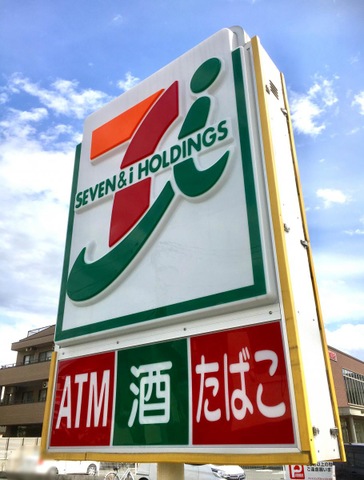 SEVEN&i HOLDINGS
ATM 酒 たばこ
P